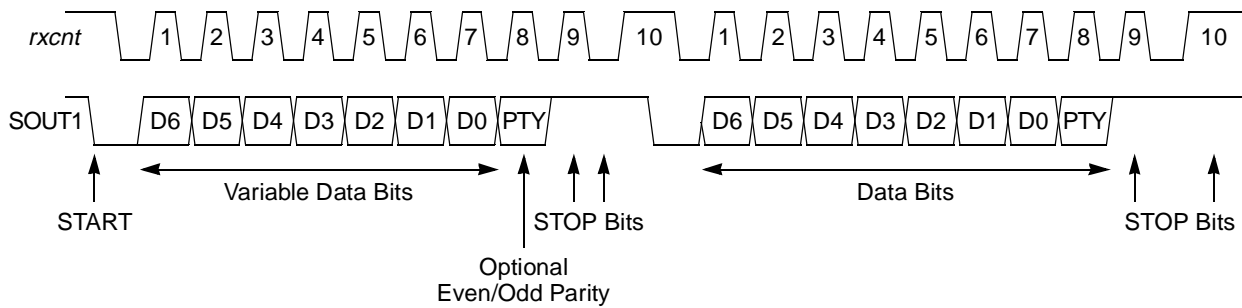 rxcnt 1 2 3 4 5 6 7 8 9 10 1 2 3 4 5 6 7 8 9 10
SOUT1 D6 D5 D4 D3 D2 D1 D0 PTY D6 D5 D4 D3 D2 D1 D0 PTY
Variable Data Bits Data Bits
START STOP Bits STOP Bits
Optional
Even/Odd Parity